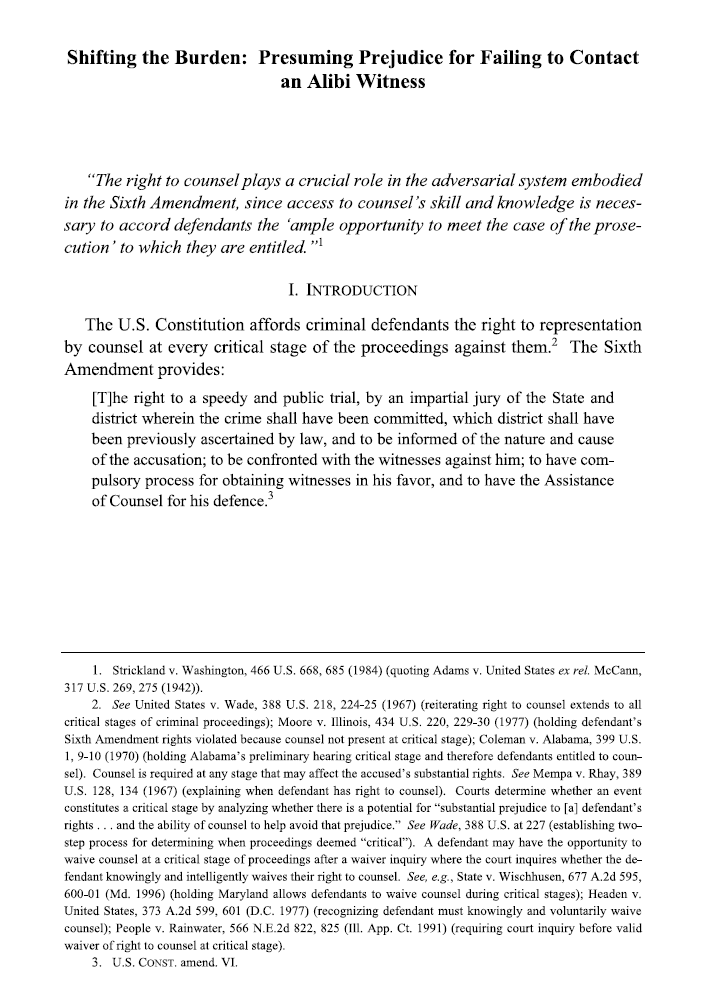 Shifting the Burden: Presuming Prejudice for Failing to Contact
an Alibi Witness
“The right to counsel plays a crucial role in the adversarial system embodied
in the Sixth Amendment, since access to counsel’s skill and knowledge is neces-
sary to accord defendants the ‘ample opportunity to meet the case of the prose-
cution’ to which they are entitled.”1
I. INTRODUCTION
The U.S. Constitution affords criminal defendants the right to representation
by counsel at every critical stage of the proceedings against them.2 The Sixth
Amendment provides:
[T]he right to a speedy and public trial, by an impartial jury of the State and
district wherein the crime shall have been committed, which district shall have
been previously ascertained by law, and to be informed of the nature and cause
of the accusation; to be confronted with the witnesses against him; to have com-
pulsory process for obtaining witnesses in his favor, and to have the Assistance
of Counsel for his defence.3
1. Strickland v. Washington, 466 U.S. 668, 685 (1984) (quoting Adams v. United States ex rel. McCann,
317 U.S. 269, 275 (1942)).
2. See United States v. Wade, 388 U.S. 218, 224-25 (1967) (reiterating right to counsel extends to all
critical stages of criminal proceedings); Moore v. Illinois, 434 U.S. 220, 229-30 (1977) (holding defendant’s
Sixth Amendment rights violated because counsel not present at critical stage); Coleman v. Alabama, 399 U.S.
1, 9-10 (1970) (holding Alabama’s preliminary hearing critical stage and therefore defendants entitled to coun-
sel). Counsel is required at any stage that may affect the accused’s substantial rights. See Mempa v. Rhay, 389
U.S. 128, 134 (1967) (explaining when defendant has right to counsel). Courts determine whether an event
constitutes a critical stage by analyzing whether there is a potential for “substantial prejudice to [a] defendant’s
rights . . . and the ability of counsel to help avoid that prejudice.” See Wade, 388 U.S. at 227 (establishing two-
step process for determining when proceedings deemed “critical”). A defendant may have the opportunity to
waive counsel at a critical stage of proceedings after a waiver inquiry where the court inquires whether the de-
fendant knowingly and intelligently waives their right to counsel. See, e.g., State v. Wischhusen, 677 A.2d 595,
600-01 (Md. 1996) (holding Maryland allows defendants to waive counsel during critical stages); Headen v.
United States, 373 A.2d 599, 601 (D.C. 1977) (recognizing defendant must knowingly and voluntarily waive
counsel); People v. Rainwater, 566 N.E.2d 822, 825 (Ill. App. Ct. 1991) (requiring court inquiry before valid
waiver of right to counsel at critical stage).
3. U.S. CONST. amend. VI.